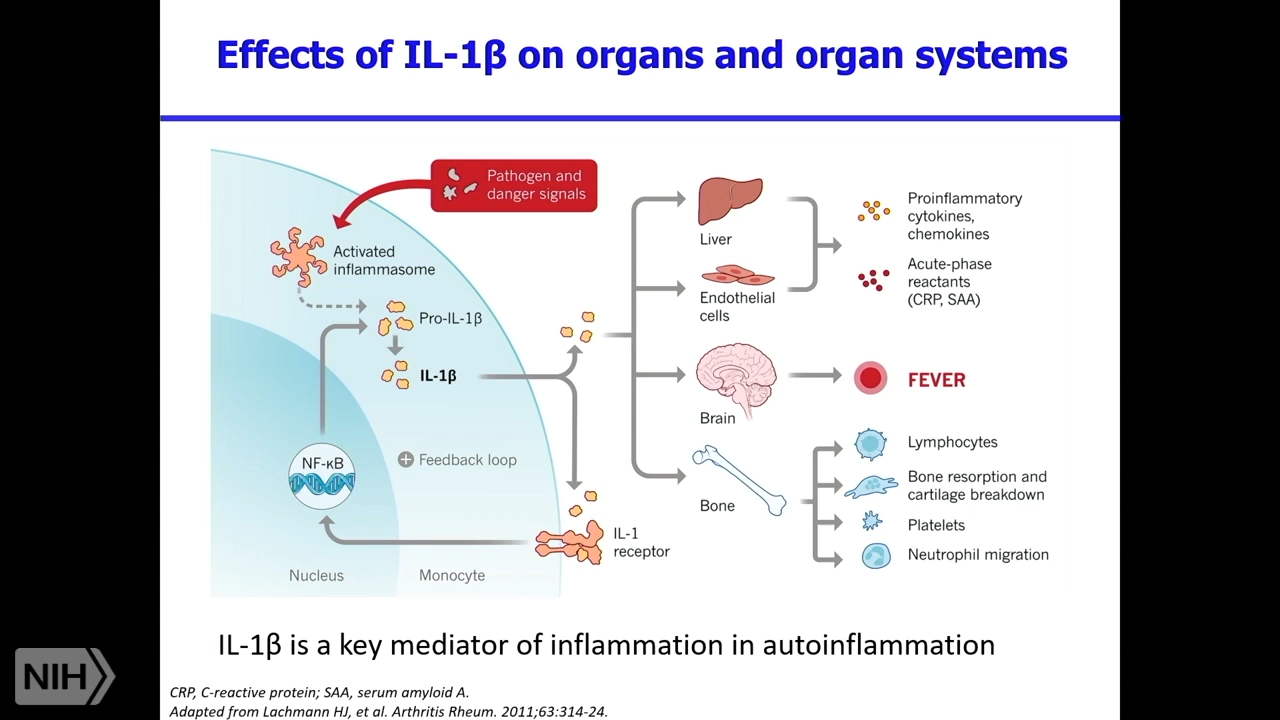 Effects of IL-1β on organs and organ systems
Pathogen and
danger signals
Activated
inflammasome
Pro-IL-1β
IL-1β
NF-κB
Feedback loop
Nucleus
Monocyte
IL-1
receptor
Liver
Endothelial
cells
Brain
Bone
Proinflammatory
cytokines,
chemokines
Acute-phase
reactants
(CRP, SAA)
FEVER
Lymphocytes
Bone resorption and
cartilage breakdown
Platelets
Neutrophil migration
IL-1β is a key mediator of inflammation in autoinflammation
NIH
CRP, C-reactive protein; SAA, serum amyloid A.
Adapted from Lachmann HJ, et al. Arthritis Rheum. 2011;63:314-24.